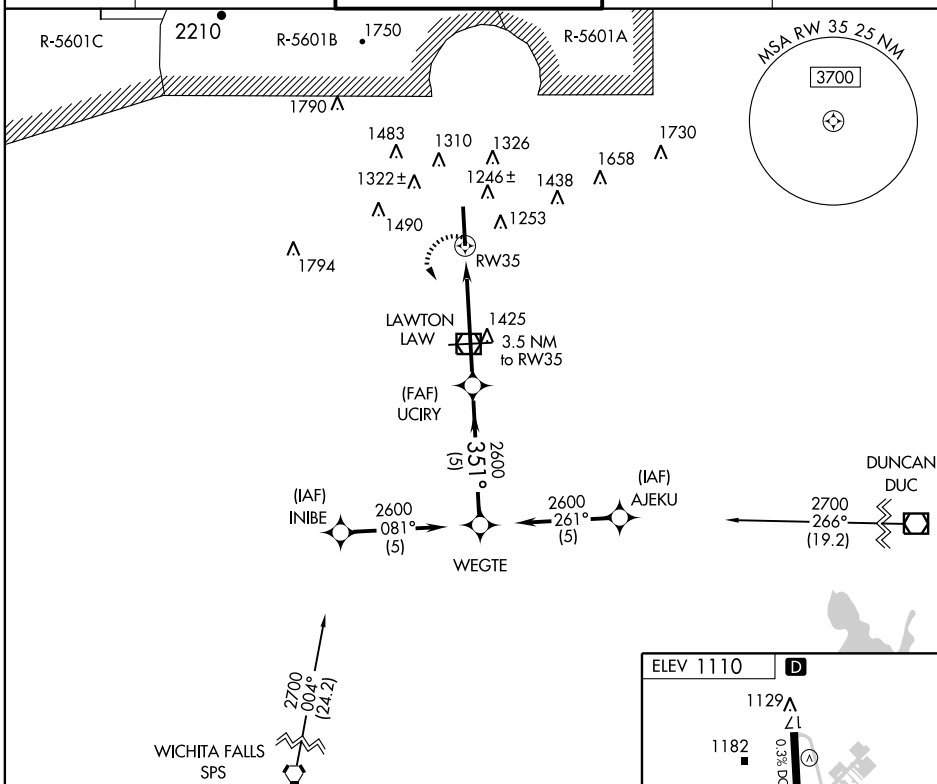 R-5601C
2210
R-5601B
1750
R-5601A
MSA RW 35 25 NM
3700
1790
1483
1310
1326
1730
1322 ±
1246 ±
1438
1658
1490
1253
1794
RW35
LAWTON
LAW
1425
3.5 NM
to RW35
(FAF)
UCIRY
2600
351°
(5)
(IAF)
INIBE
2600
081°
(5)
2600
261°
(5)
(IAF)
AJEKU
WEGTE
DUNCAN
DUC
2700
266°
(19.2)
2700
004°
(24.2)
WICHITA FALLS
SPS
ELEV 1110
D
1129
17
1182
V